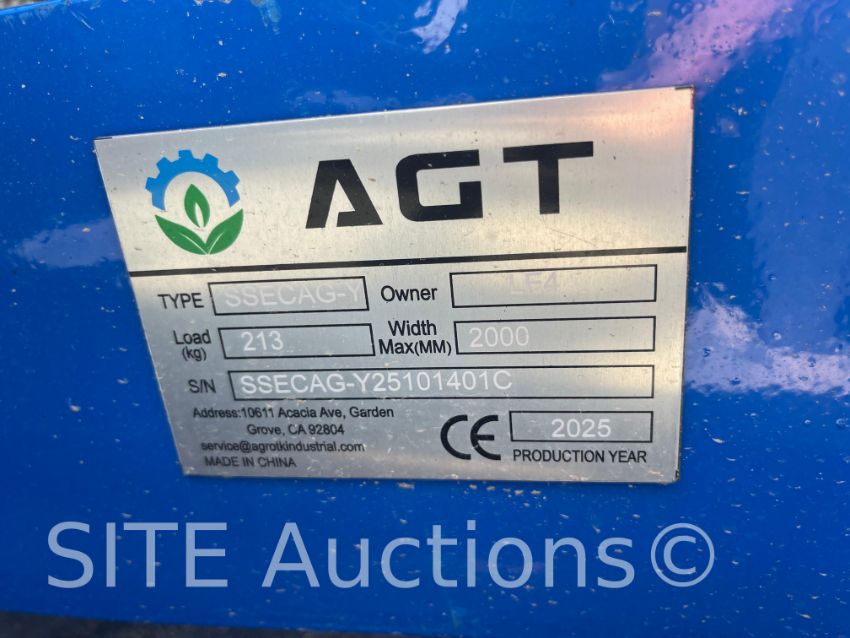 AGT
TYPE SSECAG-Y Owner LE4
Load (kg) 213 Width Max(MM) 2000
S/N SSECAG-Y25101401C
Address:10611 Acacia Ave, Garden
Grove, CA 92804
service@agrotkindustrial.com
MADE IN CHINA
CE 2025
PRODUCTION YEAR
SITE Auctions©